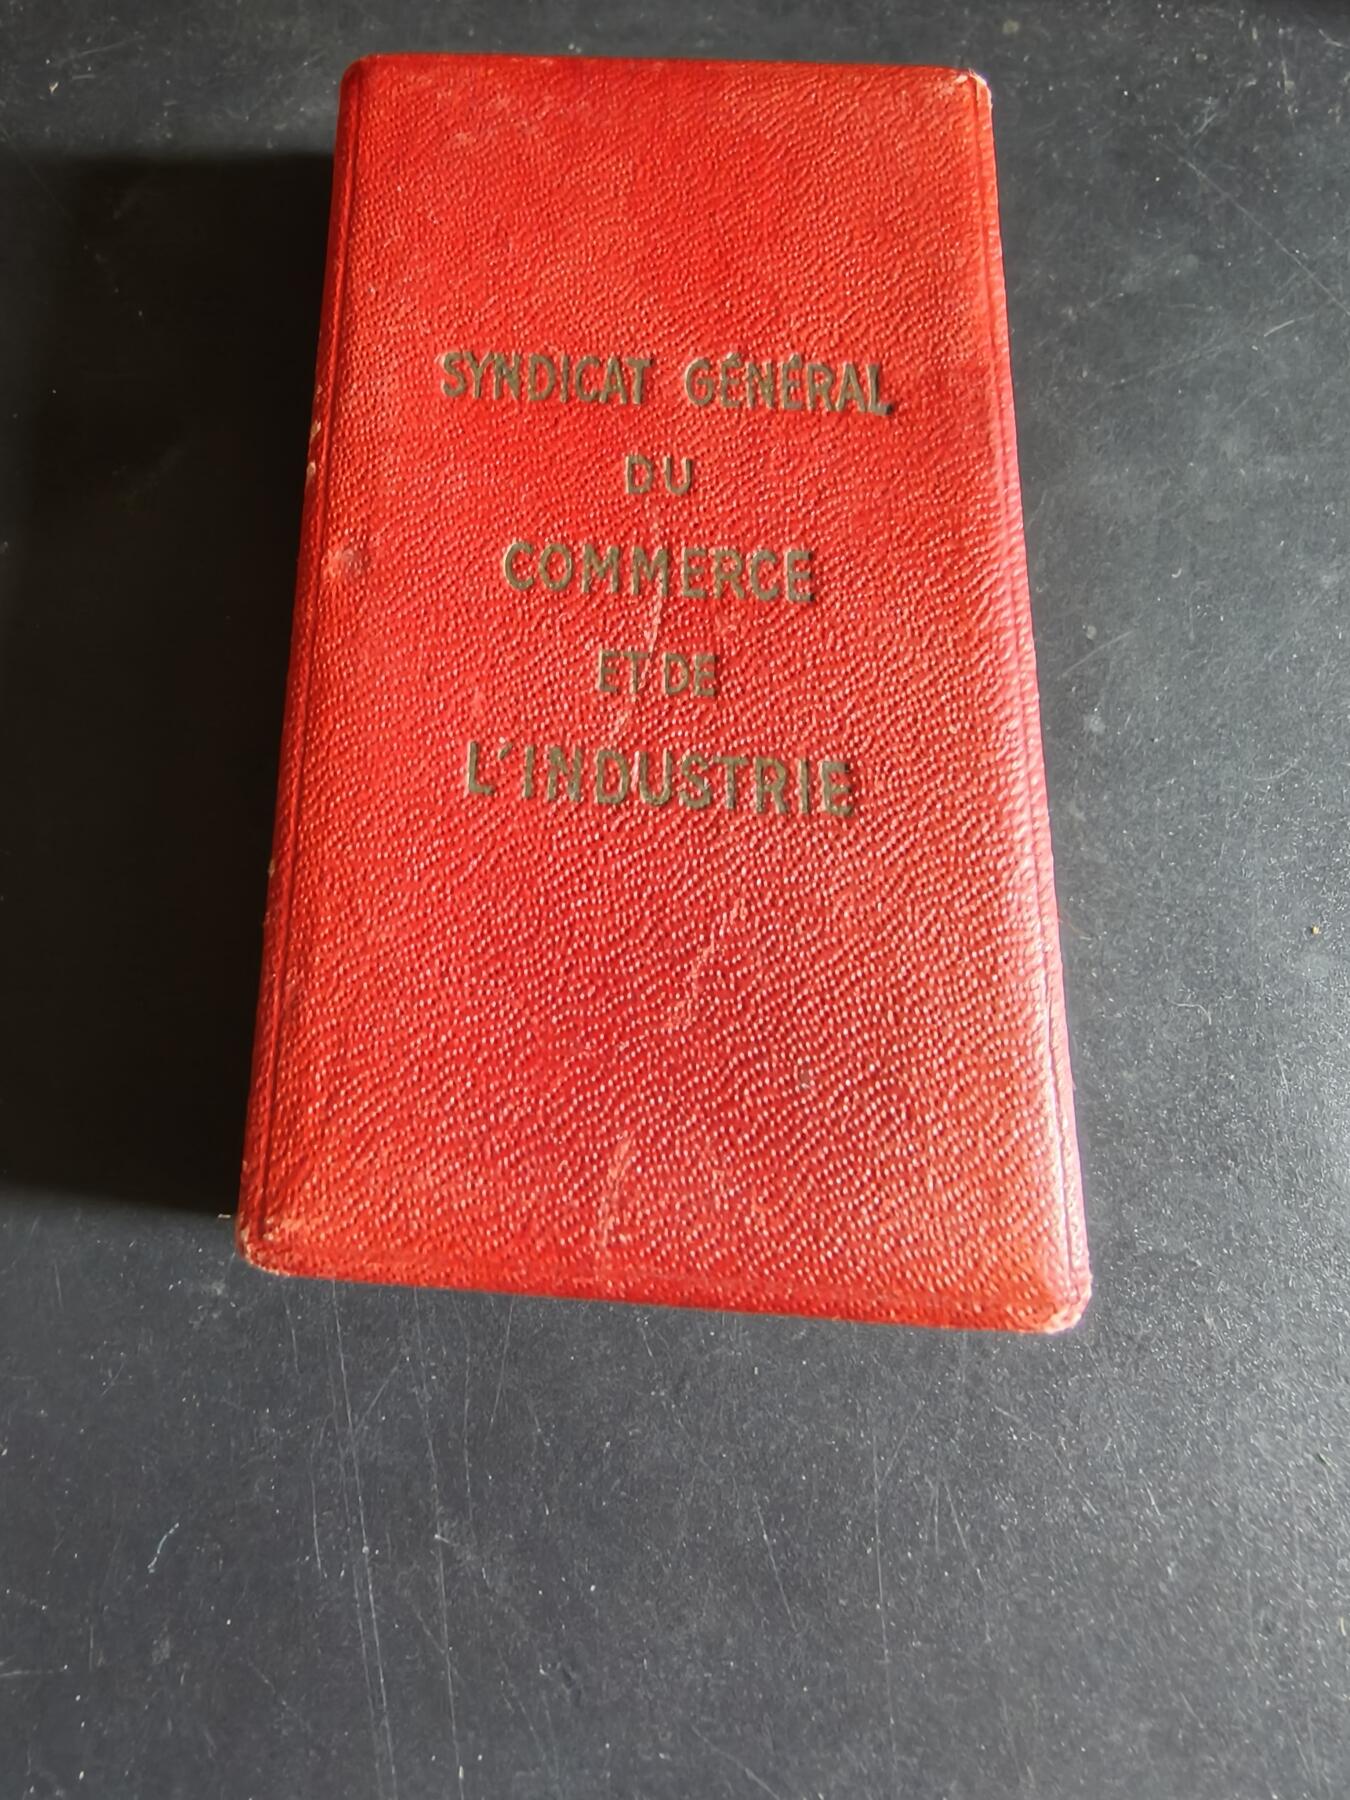 SYNDICAT GÉNÉRAL
DU
COMMERCE
ET DE
L'INDUSTRIE